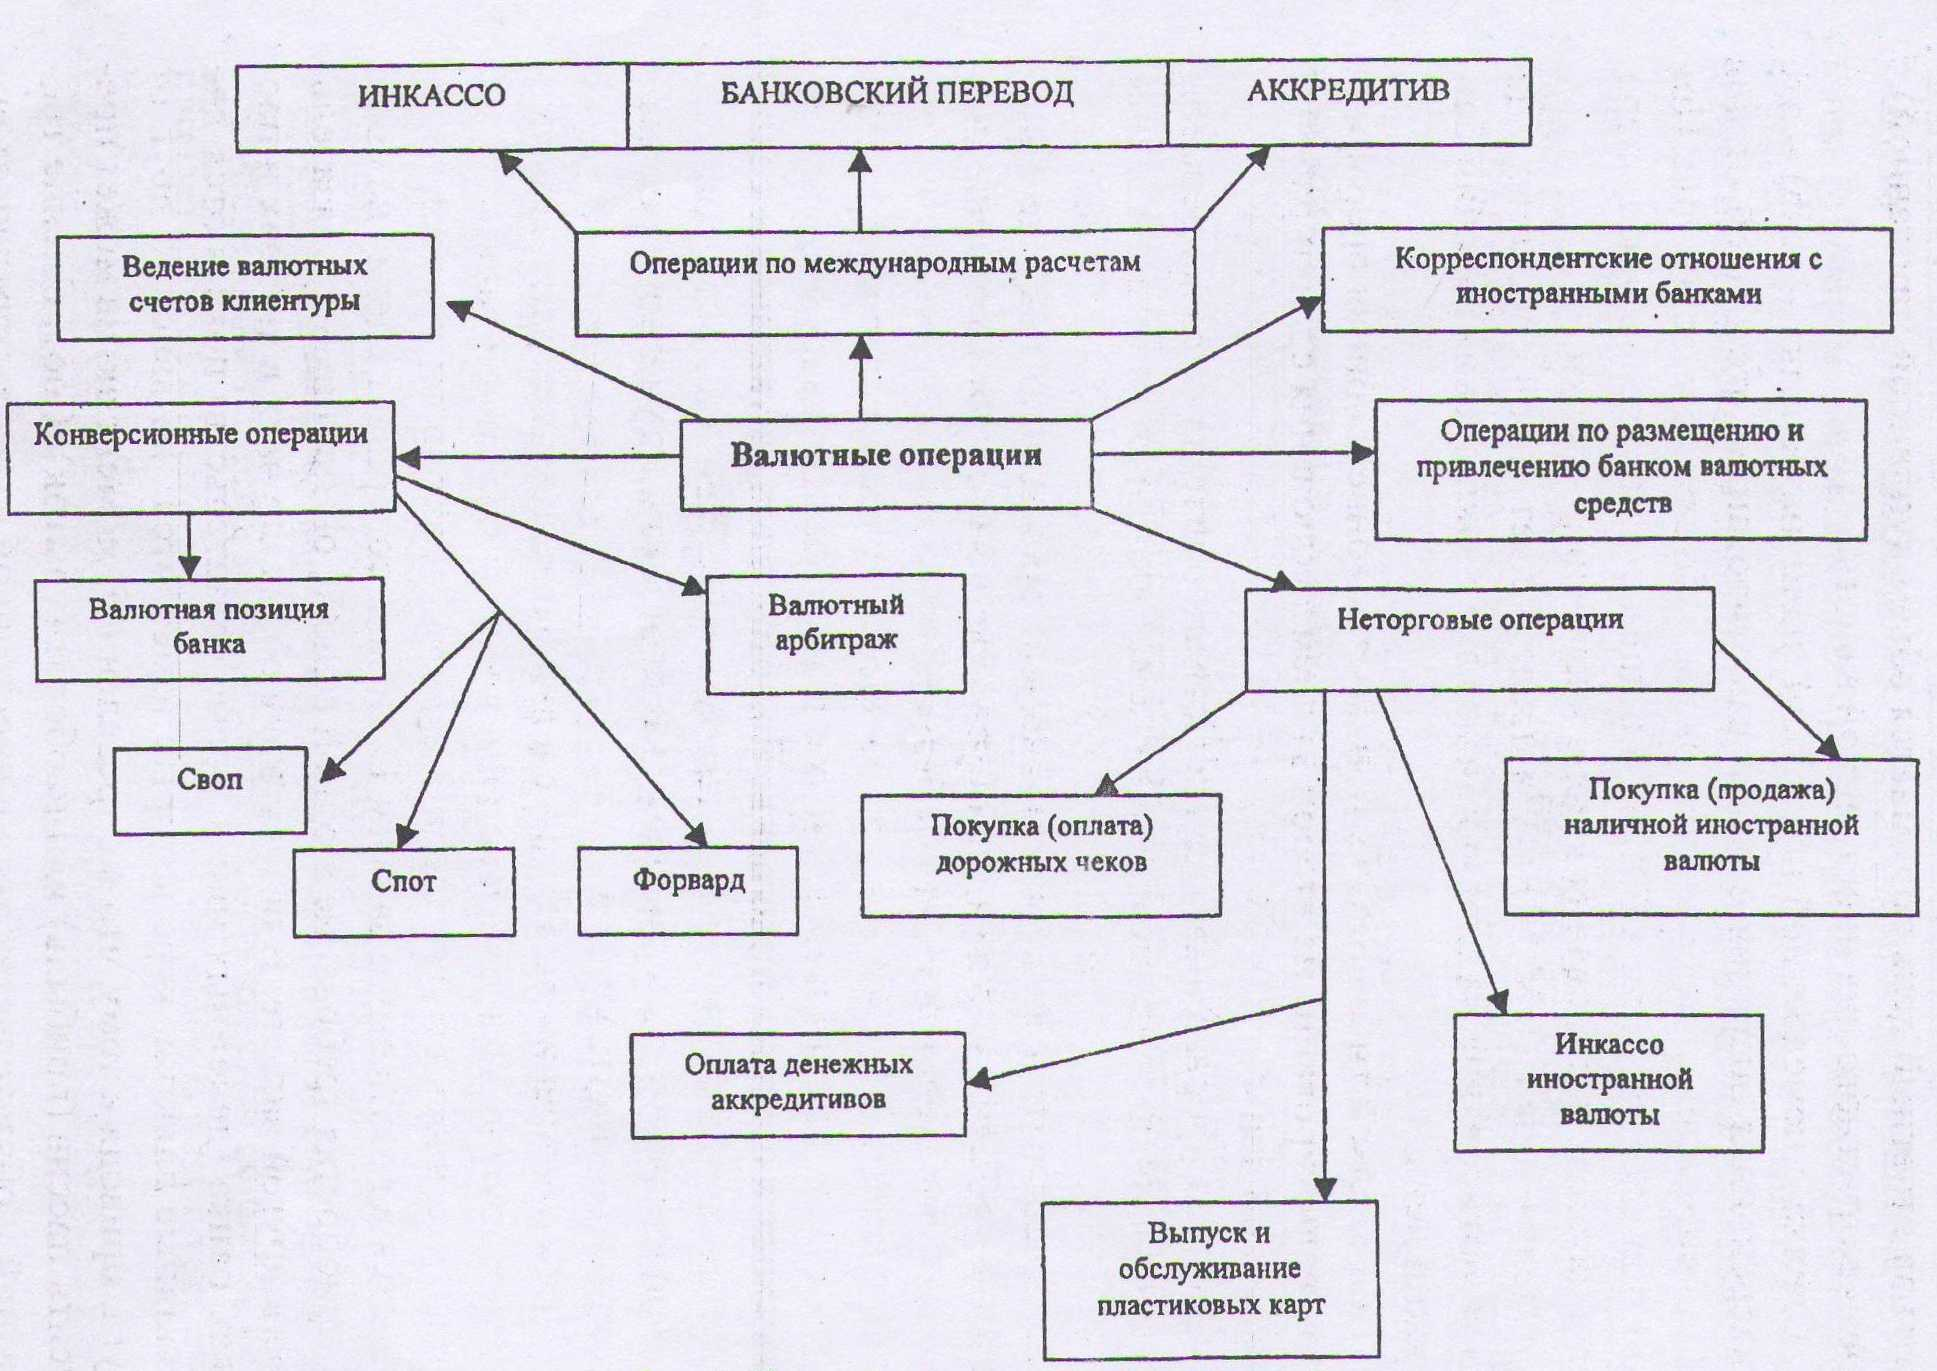 ИНКАССО
БАНКОВСКИЙ ПЕРЕВОД
АККРЕДИТИВ
Ведение валютных
счетов клиентуры
Операции по международным расчетам
Корреспондентские отношения с
иностранными банками
Конверсионные операции
Валютные операции
Операции по размещению и
привлечению банком валютных
средств
Валютная позиция
банка
Валютный
арбитраж
Неторговые операции
Своп
Спот
Форвард
Покупка (оплата)
дорожных чеков
Покупка (продажа)
наличной иностранной
валюты
Оплата денежных
аккредитивов
Инкассо
иностранной
валюты
Выпуск и
обслуживание
пластиковых карт